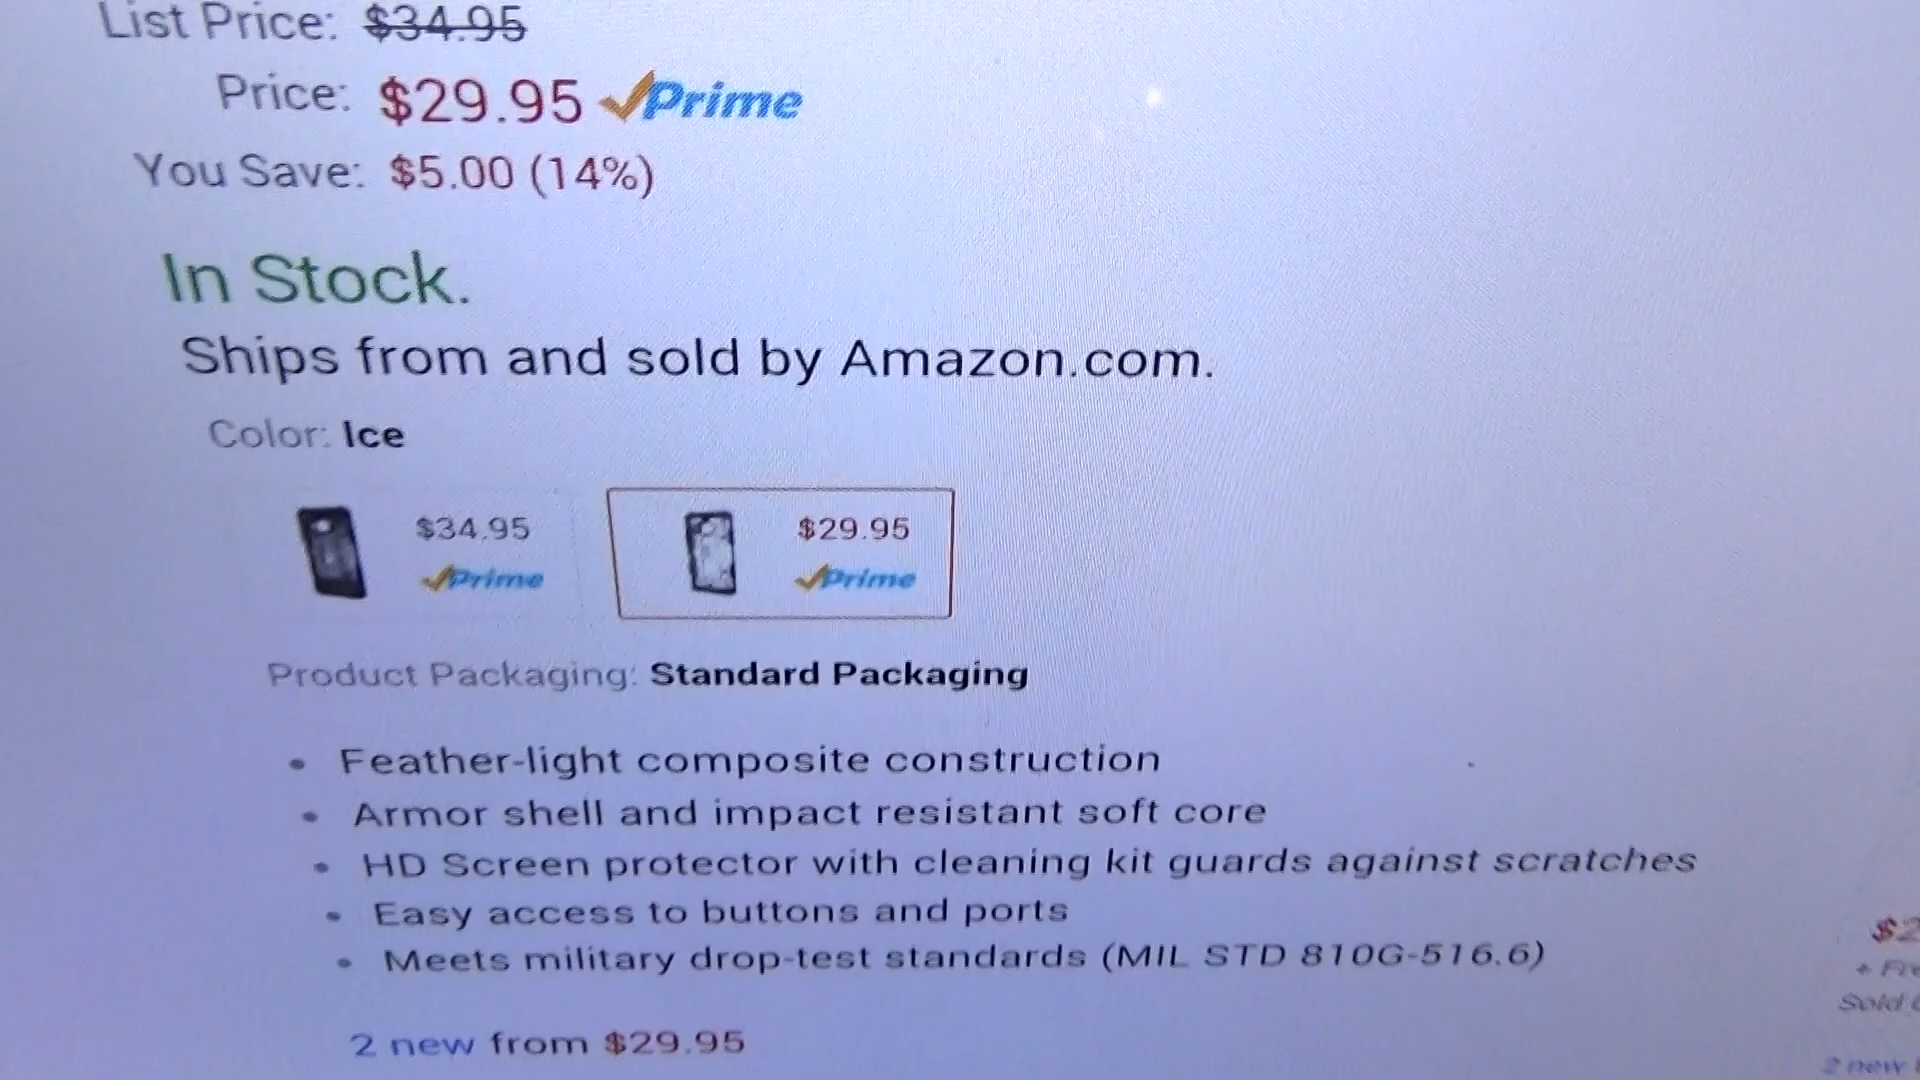 List Price: $34.95
Price: $29.95 Prime
You Save: $5.00 (14%)
In Stock.
Ships from and sold by Amazon.com.
Color: Ice
$34.95 $29.95
Prime Prime
Product Packaging: Standard Packaging
• Feather-light composite construction
• Armor shell and impact resistant soft core
• HD Screen protector with cleaning kit guards against scratches
• Easy access to buttons and ports
• Meets military drop-test standards (MIL STD 810G-516.6)
2 new from $29.95
Sold
2 new